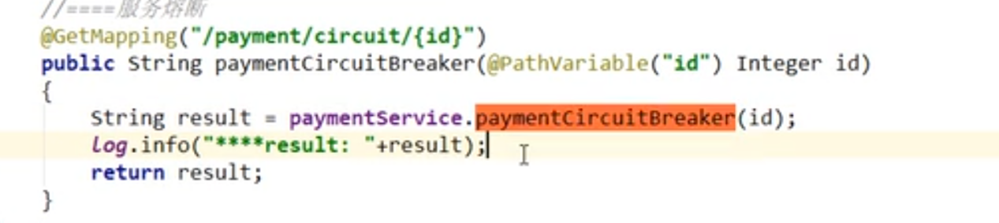 //====服务熔断
@GetMapping("/payment/circuit/{id}")
public String paymentCircuitBreaker(@PathVariable("id") Integer id)
{
String result = paymentService.paymentCircuitBreaker(id);
log.info("****result: "+result);
return result;
}